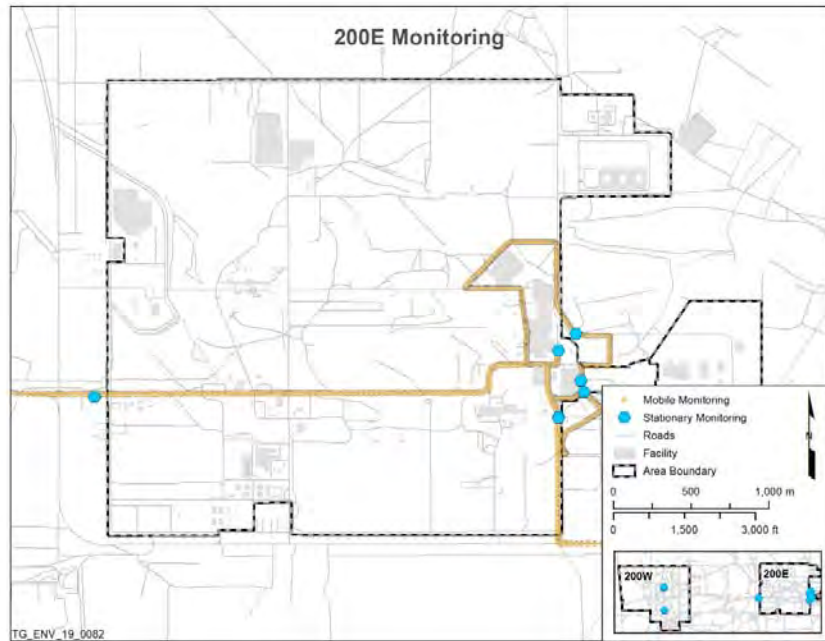 200E Monitoring
Mobile Monitoring
Stationary Monitoring
Roads
Facility
Area Boundary
N
0 500 1,000 m
0 1,500 3,000 ft
200W 200E
TG_ENV_19_0082